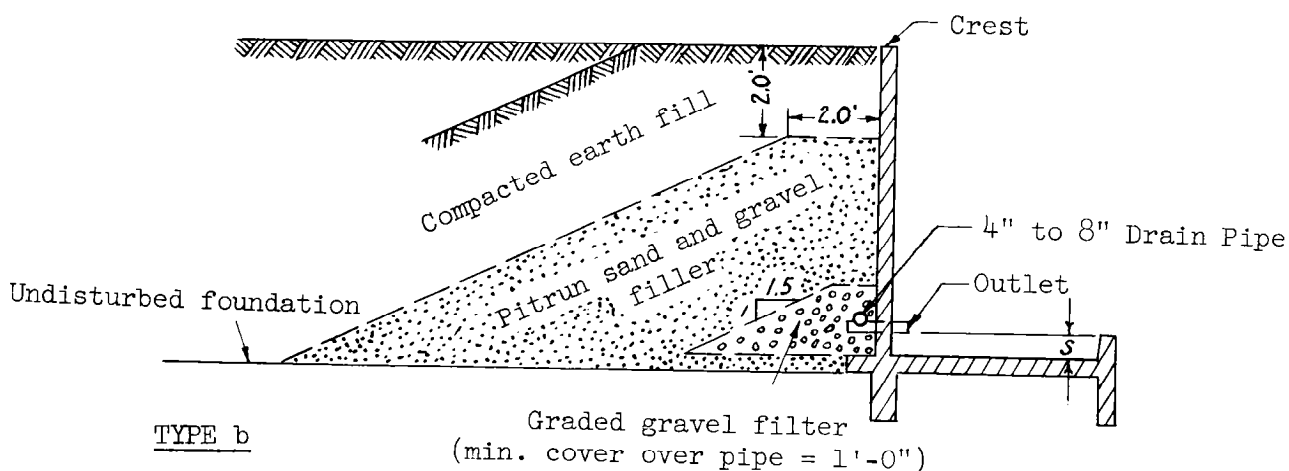 Crest
2.0'
2.0'
Compacted earth fill
Pitrun sand and gravel
filler
4" to 8" Drain Pipe
Undisturbed foundation
1.5
Outlet
S
Graded gravel filter
(min. cover over pipe = 1'-0")
TYPE b